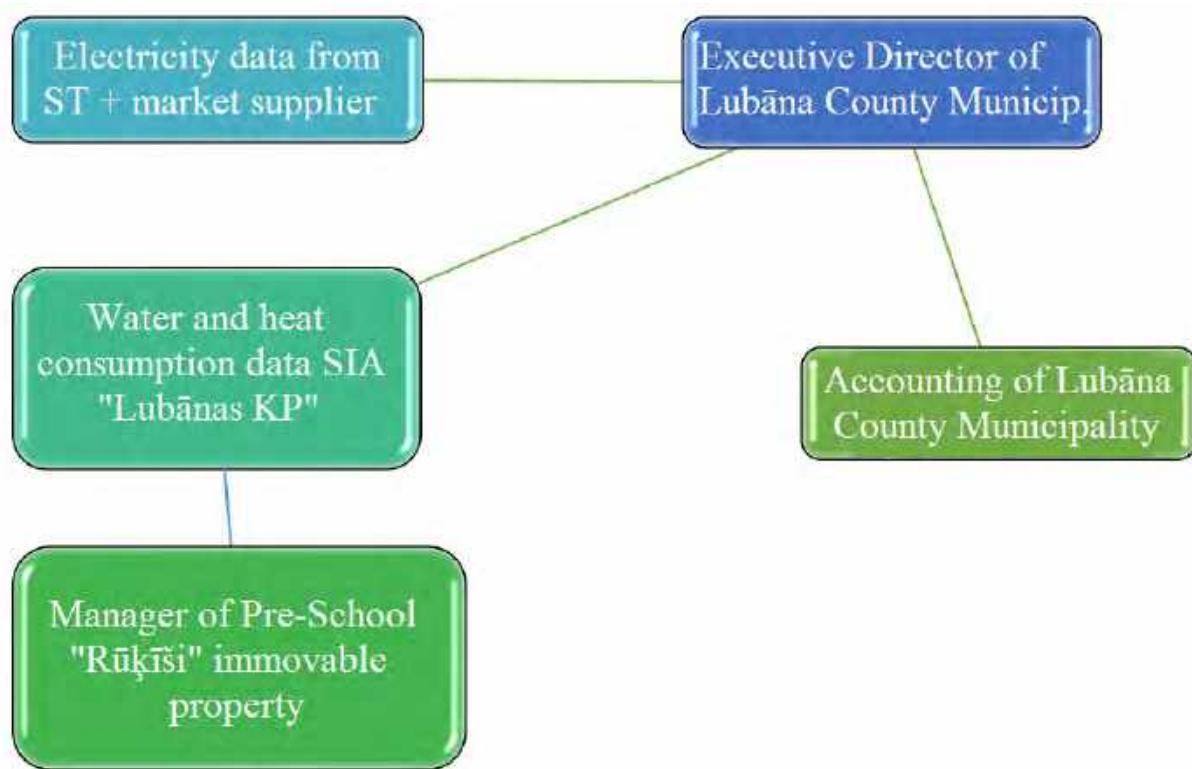 Electricity data from
ST + market supplier
Executive Director of
Lubāna County Municip.
Water and heat
consumption data SIA
"Lubānas KP"
Accounting of Lubāna
County Municipality
Manager of Pre-School
"Rūķīši" immovable
property